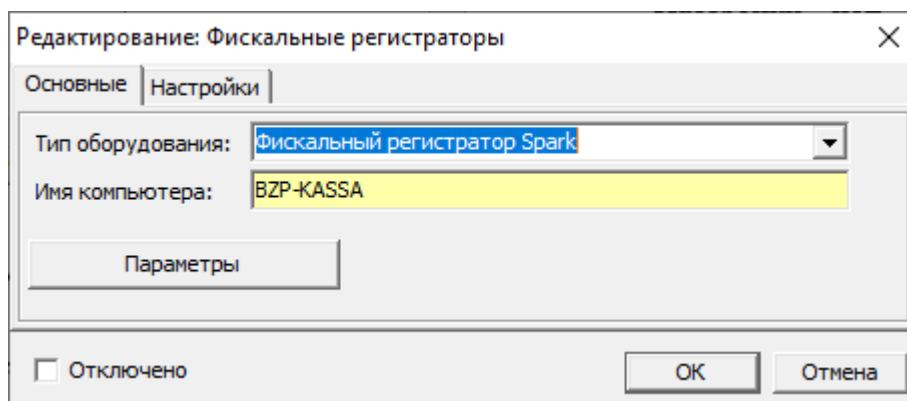 Редактирование: Фискальные регистраторы
Основные Настройки
Тип оборудования: Фискальный регистратор Spark
Имя компьютера: BZP-KASSA
Параметры
Отключено OK Отмена